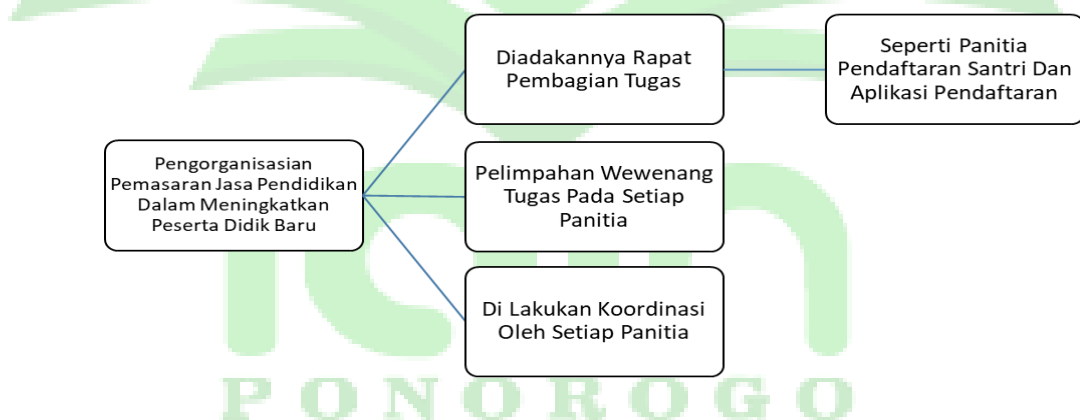 Diadakannya Rapat
Pembagian Tugas
Seperti Panitia
Pendaftaran Santri Dan
Aplikasi Pendaftaran
Pengorganisasian
Pemasaran Jasa Pendidikan
Dalam Meningkatkan
Peserta Didik Baru
Pelimpahan Wewenang
Tugas Pada Setiap
Panitia
Di Lakukan Koordinasi
Oleh Setiap Panitia
PONOROGO